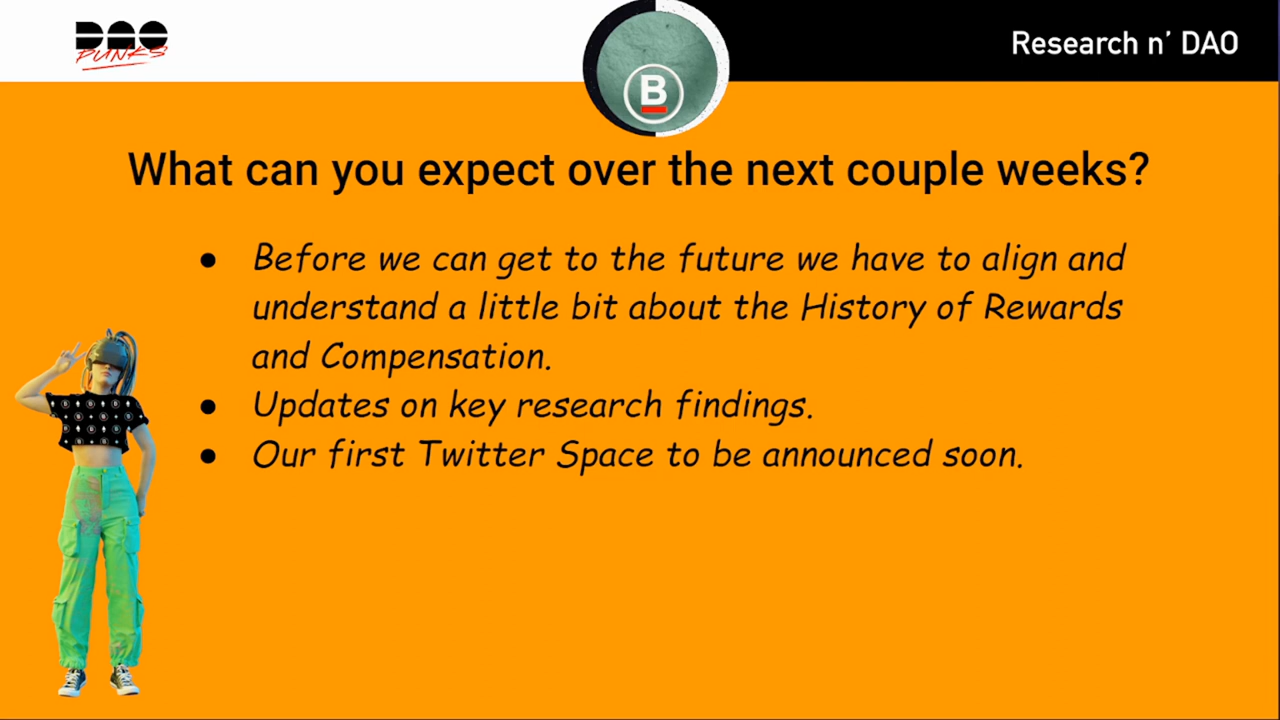 DAO
PUNKS
B
Research n' DAO
What can you expect over the next couple weeks?
● Before we can get to the future we have to align and
understand a little bit about the History of Rewards
and Compensation.
● Updates on key research findings.
● Our first Twitter Space to be announced soon.